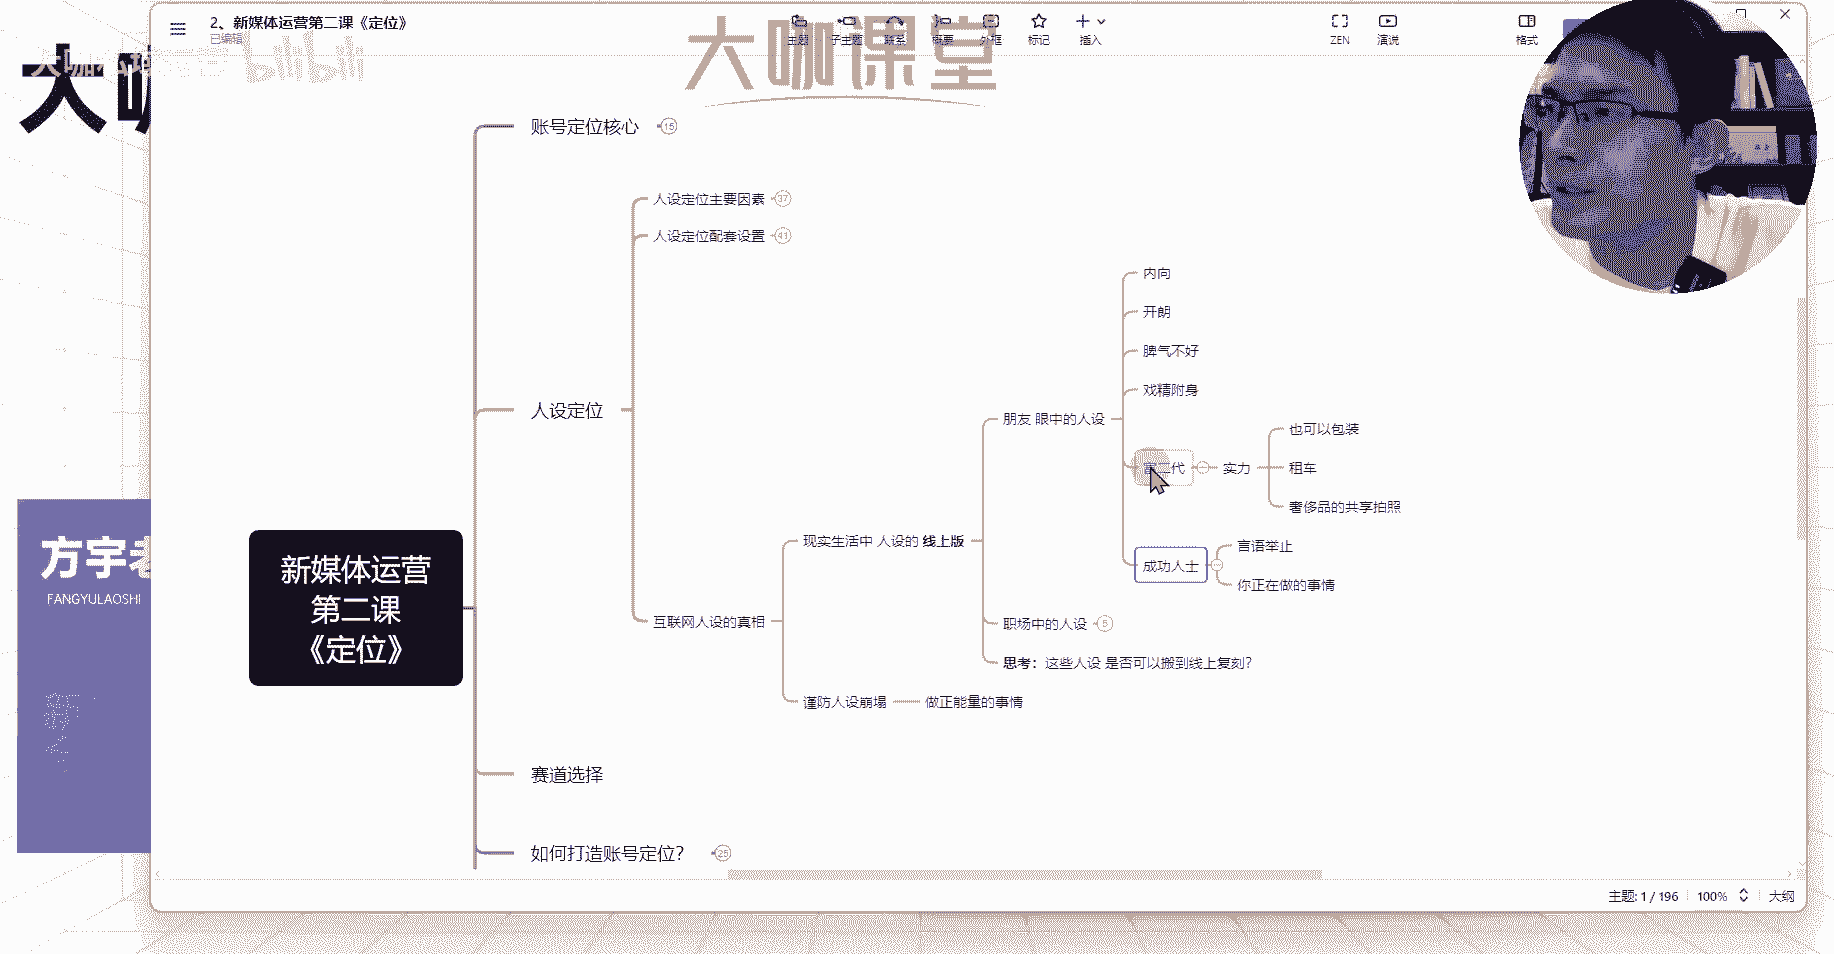 2、新媒体运营第二课《定位》
已编辑
主题
子主题
联系
概要
外框
标记
插入
ZEN
演说
格式
大咖课堂
bilibili
大咖
账号定位核心
15
人设定位主要因素
37
人设定位配套设置
41
内向
开朗
脾气不好
戏精附身
人设定位
朋友 眼中的人设
也可以包装
富二代
实力
租车
奢侈品的共享拍照
现实生活中 人设的 线上版
言语举止
成功人士
你正在做的事情
新媒体运营
第二课
《定位》
互联网人设的真相
职场中的人设
5
思考：这些人设 是否可以搬到线上复刻？
谨防人设崩塌
做正能量的事情
赛道选择
如何打造账号定位？
25
方宇老
FANGYULAOSHI
主题: 1 / 196
100%
大纲